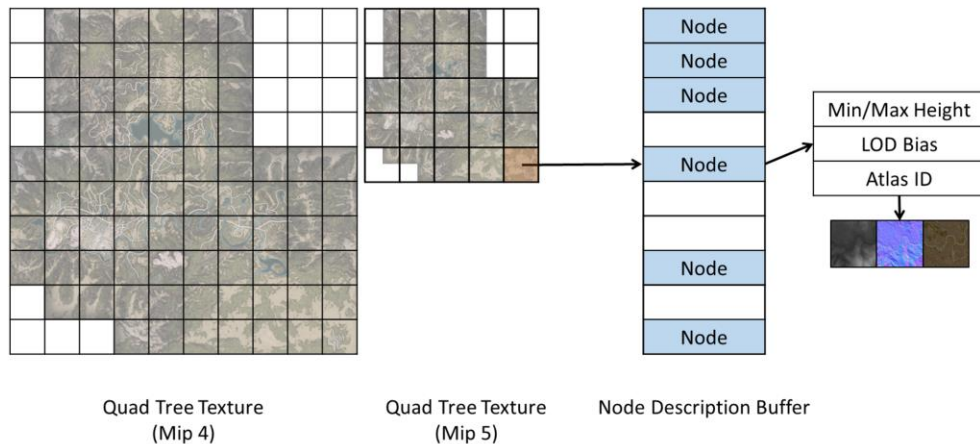 Node
Node
Node
Node
Node
Node
Min/Max Height
LOD Bias
Atlas ID
Quad Tree Texture
(Mip 4)
Quad Tree Texture
(Mip 5)
Node Description Buffer